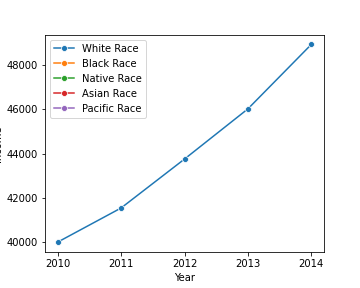 White Race
Black Race
Native Race
Asian Race
Pacific Race
48000
46000
44000
42000
40000
2010 2011 2012 2013 2014
Year